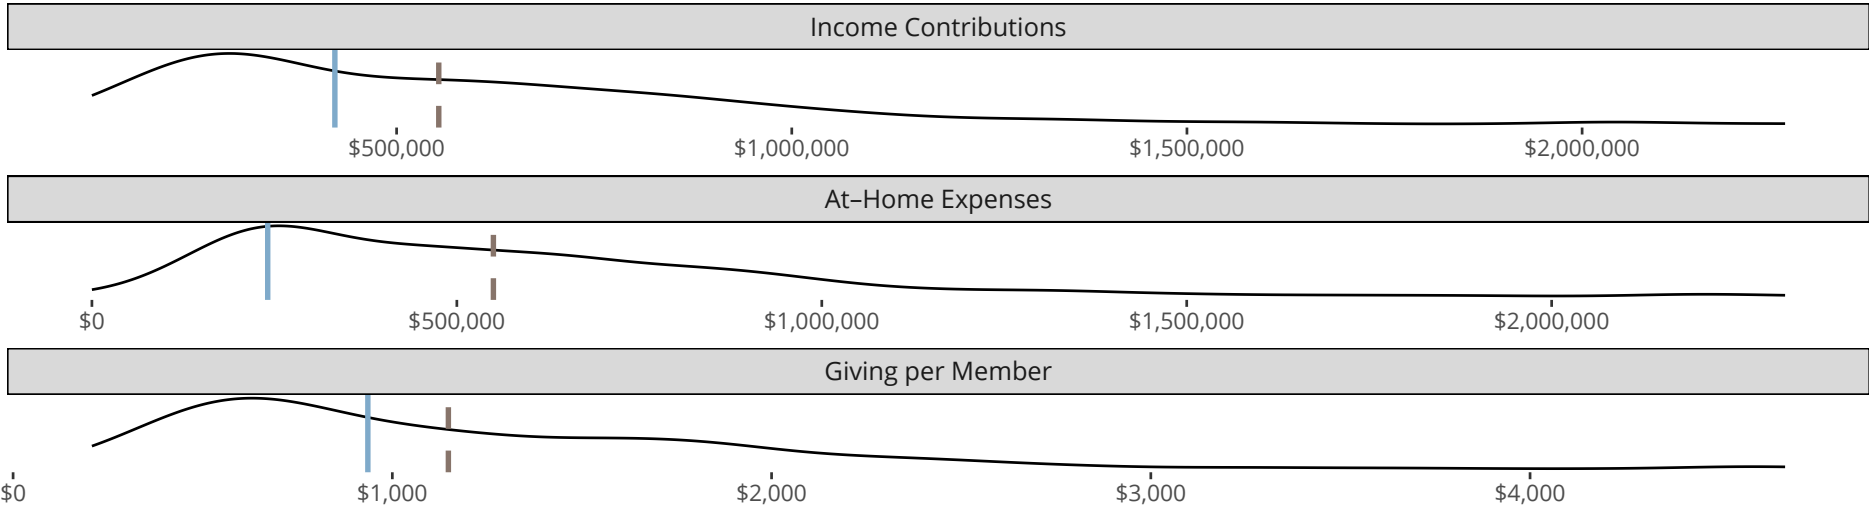 Income Contributions
$500,000 $1,000,000 $1,500,000 $2,000,000
At–Home Expenses
$0 $500,000 $1,000,000 $1,500,000 $2,000,000
Giving per Member
$0 $1,000 $2,000 $3,000 $4,000